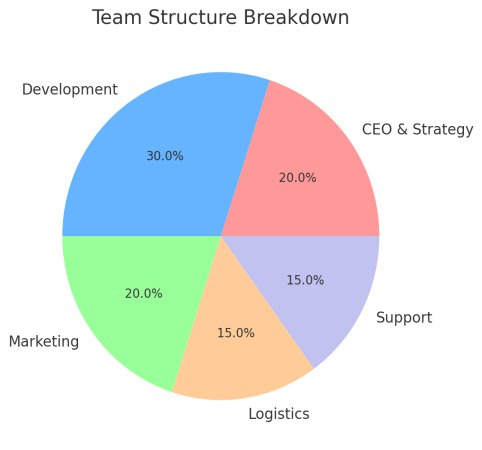 Team Structure Breakdown
Development
30.0%
CEO & Strategy
20.0%
Marketing
20.0%
Logistics
15.0%
Support
15.0%